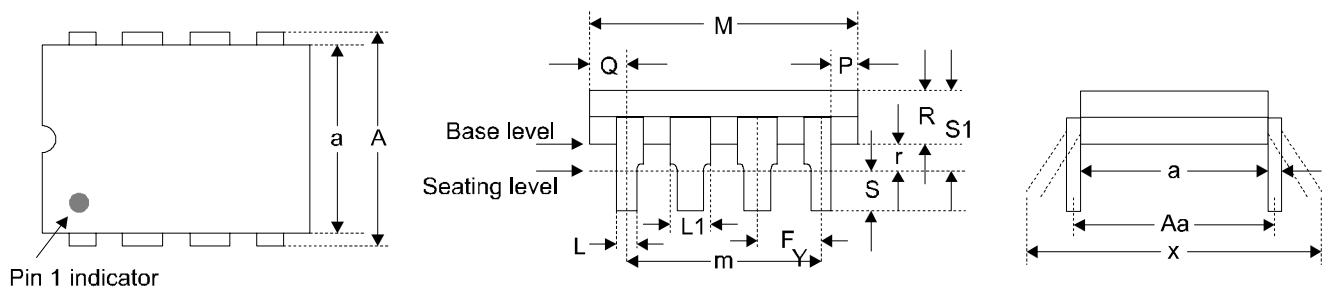 a
A
Pin 1 indicator
M
Q
P
Base level
R
S1
r
Seating level
S
L1
L
F
Y
m
a
Aa
x